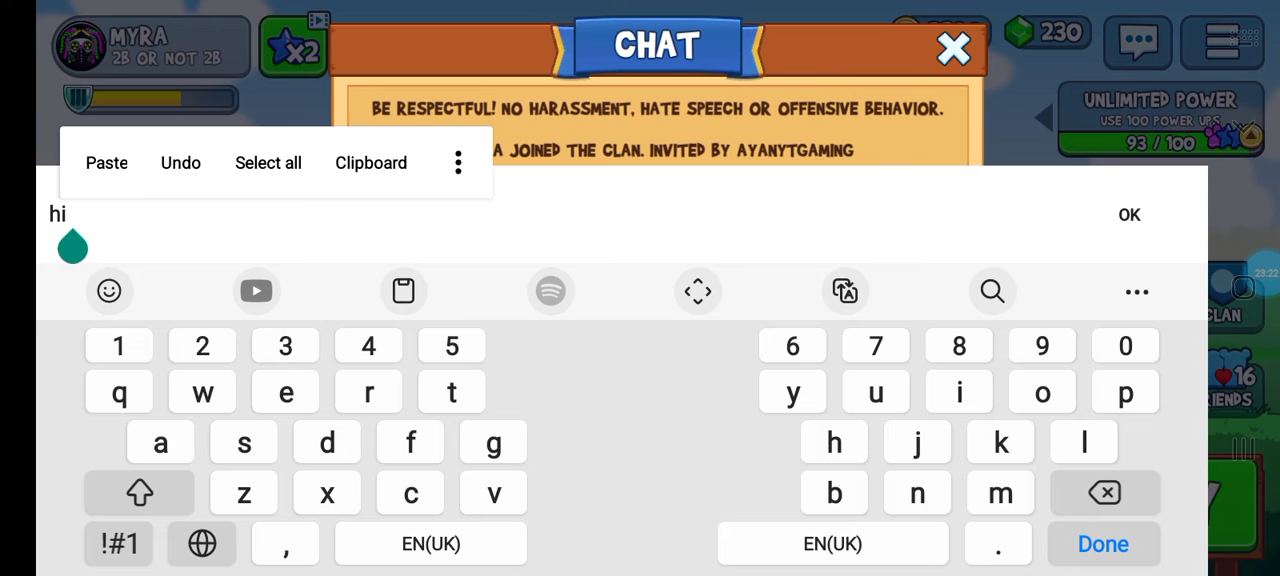 MYRA
2B OR NOT 2B
X2
CHAT
230
BE RESPECTFUL! NO HARASSMENT, HATE SPEECH OR OFFENSIVE BEHAVIOR.
A JOINED THE CLAN. INVITED BY AYANYTGAMING
UNLIMITED POWER
USE 100 POWER UPS
93 / 100
Paste Undo Select all Clipboard
hi
OK
23:22
CLAN
16
1 2 3 4 5 6 7 8 9 0
q w e r t y u i o p
a s d f g h j k l
z x c v b n m
!#1 , EN(UK) EN(UK) . Done